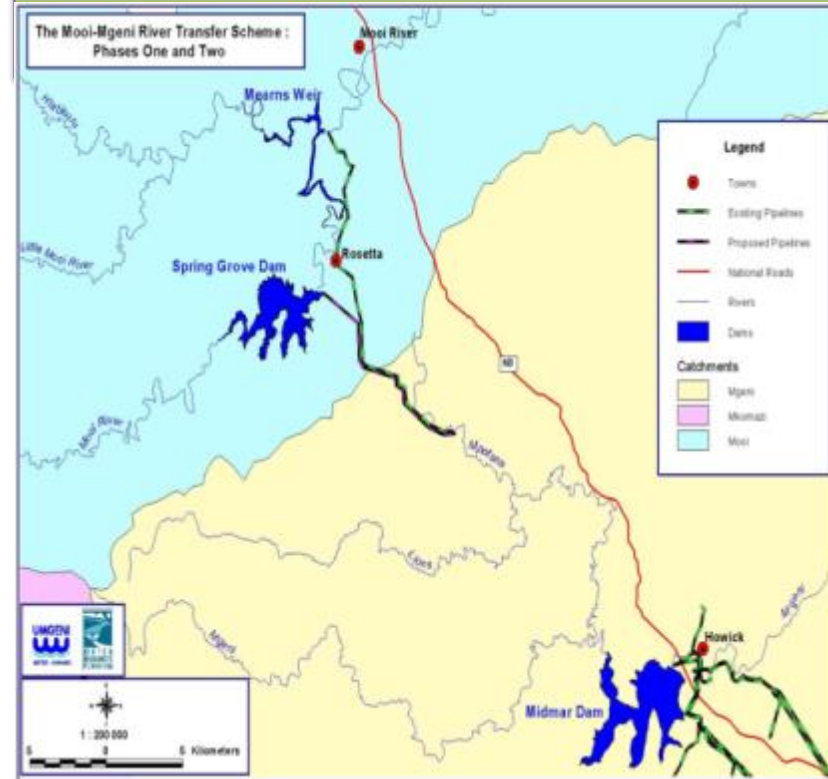 The Mooi-Mgeni River Transfer Scheme :
Phases One and Two
Mooi River
Mearns Weir
Little Mooi River
Rosetta
Spring Grove Dam
Mooi River
Mpofana
Lions
Mgeni
N3
Howick
Midmar Dam
Legend
Towns
Existing Pipelines
Proposed Pipelines
National Roads
Rivers
Dams
Catchments
Mgeni
Mkomazi
Mooi
UMGENI
1 : 200 000
5 0 5 Kilometers